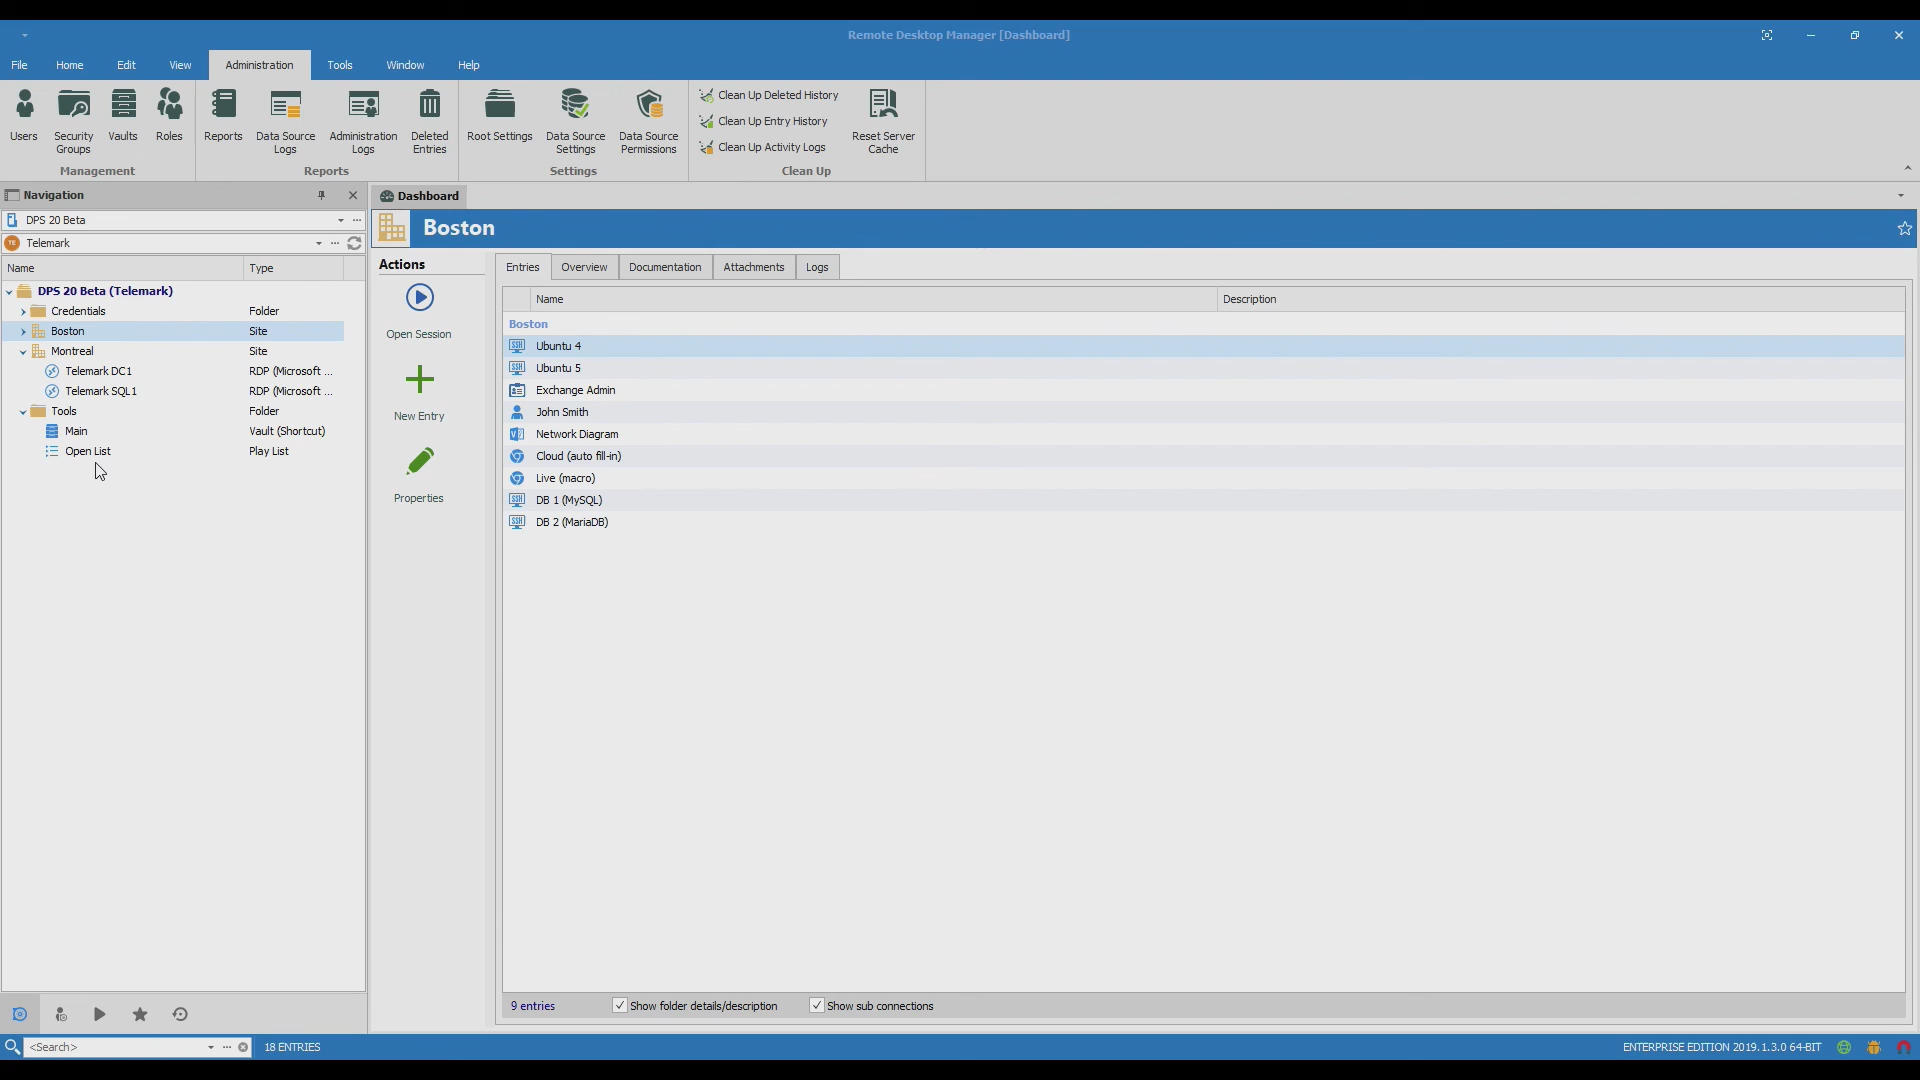 Remote Desktop Manager [Dashboard]
File Home Edit View Administration Tools Window Help
Users
Security Groups
Vaults
Roles
Management
Reports
Data Source Logs
Administration Logs
Deleted Entries
Reports
Root Settings
Data Source Settings
Data Source Permissions
Settings
Clean Up Deleted History
Clean Up Entry History
Clean Up Activity Logs
Reset Server Cache
Clean Up
Navigation
DPS 20 Beta
TE Telemark
Name Type
DPS 20 Beta (Telemark)
Credentials Folder
Boston Site
Montreal Site
Telemark DC1 RDP (Microsoft ...
Telemark SQL1 RDP (Microsoft ...
Tools Folder
Main Vault (Shortcut)
Open List Play List
Dashboard
Boston
Actions
Open Session
New Entry
Properties
Entries Overview Documentation Attachments Logs
Name Description
Boston
SSH Ubuntu 4
SSH Ubuntu 5
Exchange Admin
John Smith
Network Diagram
Cloud (auto fill-in)
Live (macro)
SSH DB 1 (MySQL)
SSH DB 2 (MariaDB)
9 entries Show folder details/description Show sub connections
<Search> 18 ENTRIES ENTERPRISE EDITION 2019.1.3.0 64-BIT